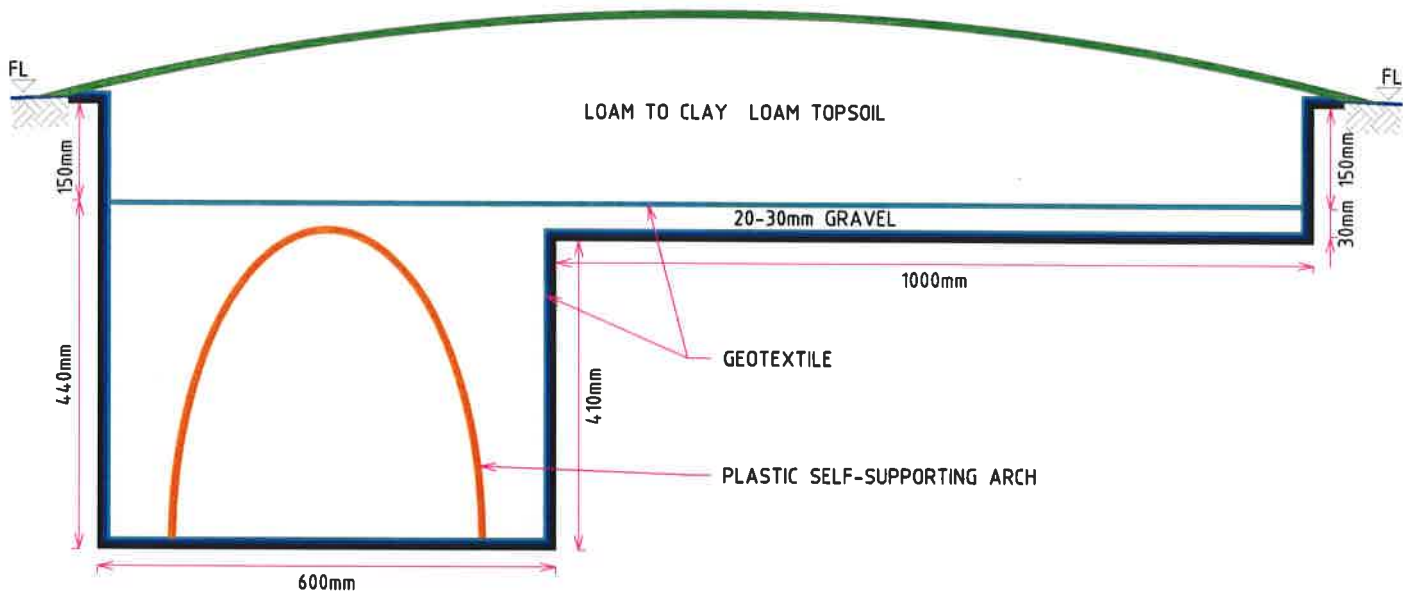 FL
FL
LOAM TO CLAY LOAM TOPSOIL
150mm
150mm
20-30mm GRAVEL
30mm
1000mm
GEOTEXTILE
440mm
410mm
PLASTIC SELF-SUPPORTING ARCH
600mm